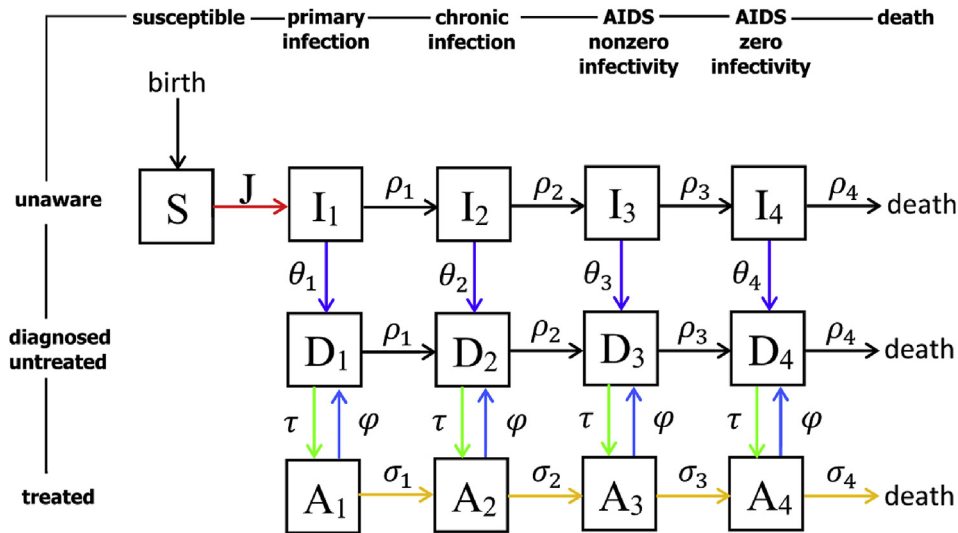 susceptible primary infection chronic infection AIDS nonzero infectivity AIDS zero infectivity death
birth
unaware S J I₁ ρ₁ I₂ ρ₂ I₃ ρ₃ I₄ ρ₄ death
θ₁ θ₂ θ₃ θ₄
diagnosed untreated D₁ ρ₁ D₂ ρ₂ D₃ ρ₃ D₄ ρ₄ death
τ φ τ φ τ φ τ φ
treated A₁ σ₁ A₂ σ₂ A₃ σ₃ A₄ σ₄ death